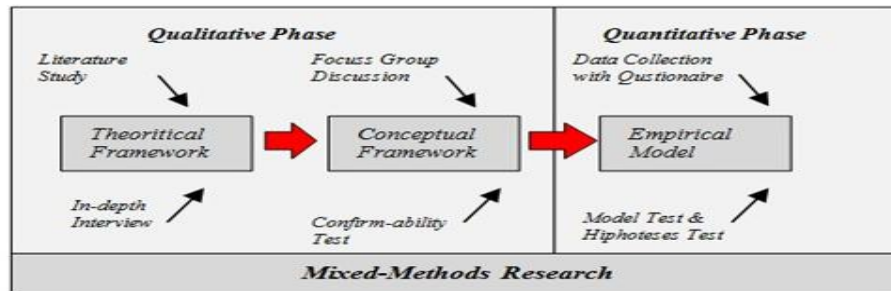 Qualitative Phase
Quantitative Phase
Literature
Study
Focuss Group
Discussion
Data Collection
with Qustionaire
Theoritical
Framework
Conceptual
Framework
Empirical
Model
In-depth
Interview
Confirm-ability
Test
Model Test &
Hiphoteses Test
Mixed-Methods Research